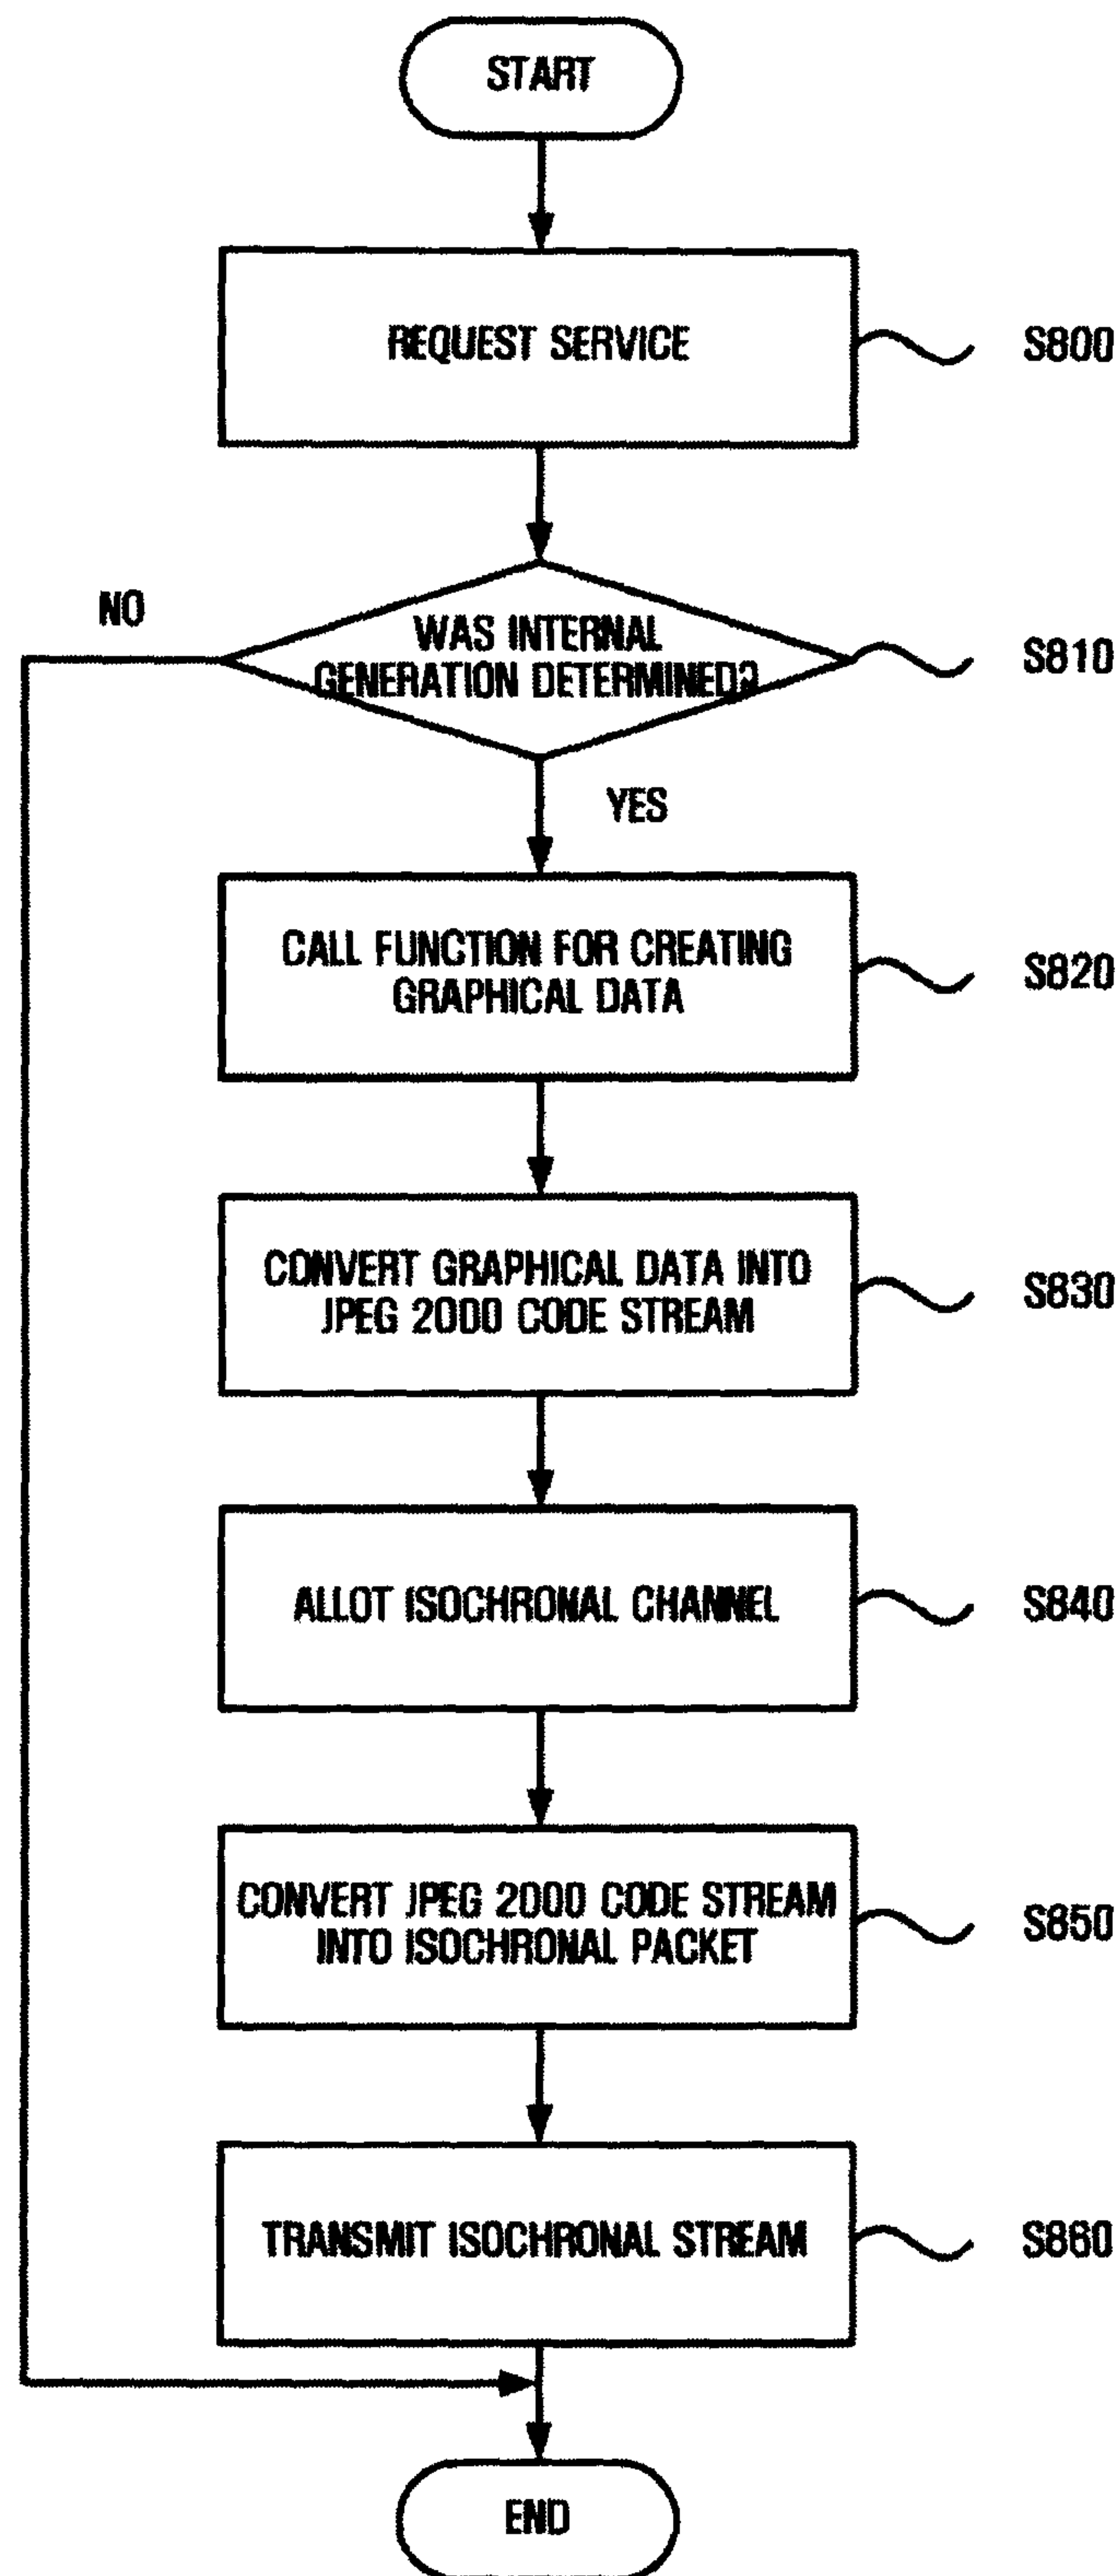 START
REQUEST SERVICE
S800
NO
WAS INTERNAL
GENERATION DETERMINED?
S810
YES
CALL FUNCTION FOR CREATING
GRAPHICAL DATA
S820
CONVERT GRAPHICAL DATA INTO
JPEG 2000 CODE STREAM
S830
ALLOT ISOCHRONAL CHANNEL
S840
CONVERT JPEG 2000 CODE STREAM
INTO ISOCHRONAL PACKET
S850
TRANSMIT ISOCHRONAL STREAM
S860
END